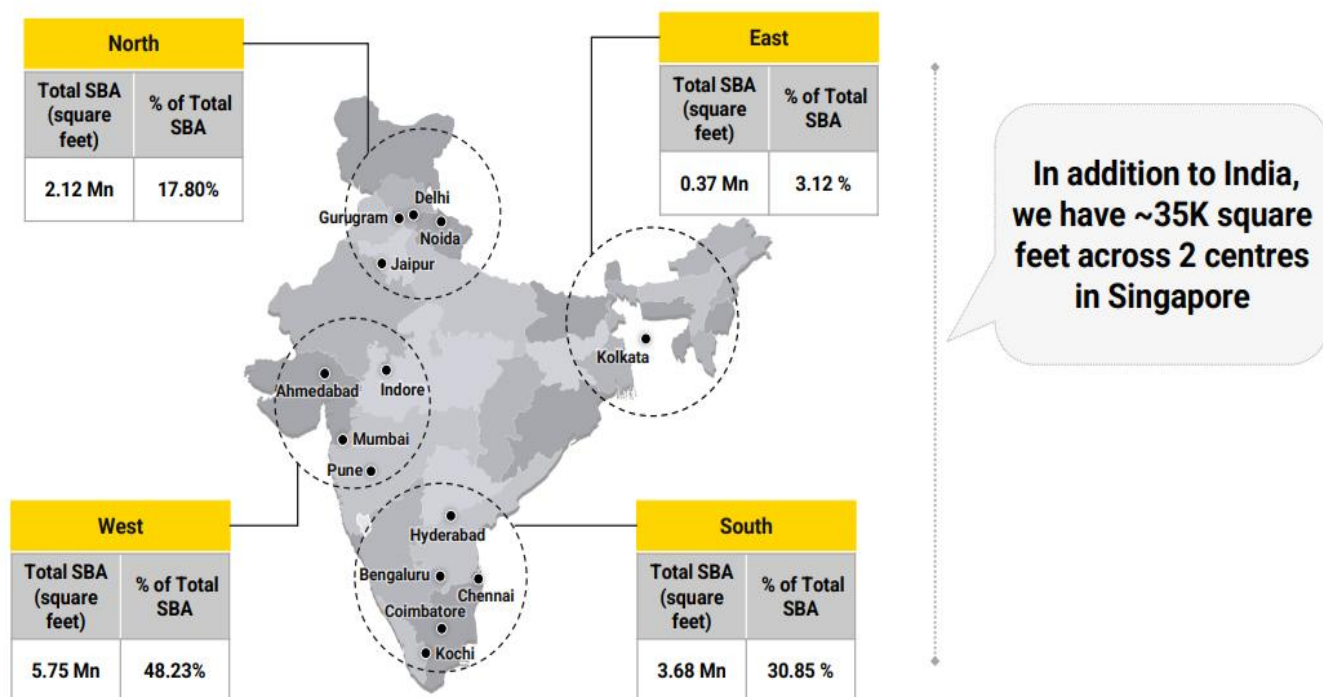 North
Total SBA
(square
feet)
% of Total
SBA
2.12 Mn
17.80%
East
Total SBA
(square
feet)
% of Total
SBA
0.37 Mn
3.12 %
In addition to India,
we have ~35K square
feet across 2 centres
in Singapore
Delhi
Gurugram
Noida
Jaipur
Kolkata
Ahmedabad
Indore
Mumbai
Pune
Hyderabad
Bengaluru
Chennai
Coimbatore
Kochi
West
Total SBA
(square
feet)
% of Total
SBA
5.75 Mn
48.23%
South
Total SBA
(square
feet)
% of Total
SBA
3.68 Mn
30.85 %